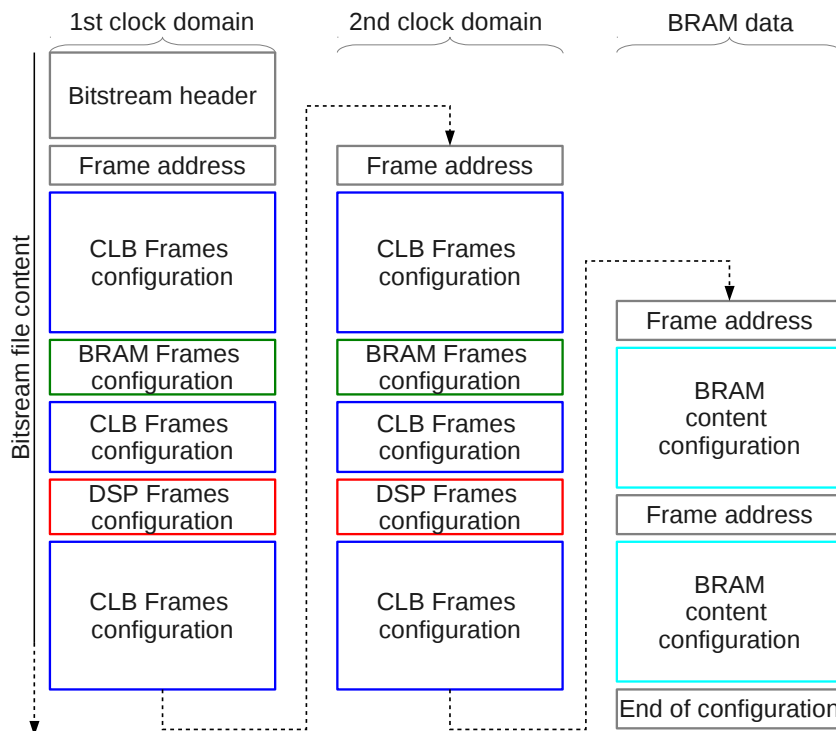 1st clock domain
2nd clock domain
BRAM data
Bitsream file content
Bitstream header
Frame address
CLB Frames
configuration
BRAM Frames
configuration
CLB Frames
configuration
DSP Frames
configuration
CLB Frames
configuration
Frame address
CLB Frames
configuration
BRAM Frames
configuration
CLB Frames
configuration
DSP Frames
configuration
CLB Frames
configuration
Frame address
BRAM
content
configuration
Frame address
BRAM
content
configuration
End of configuration